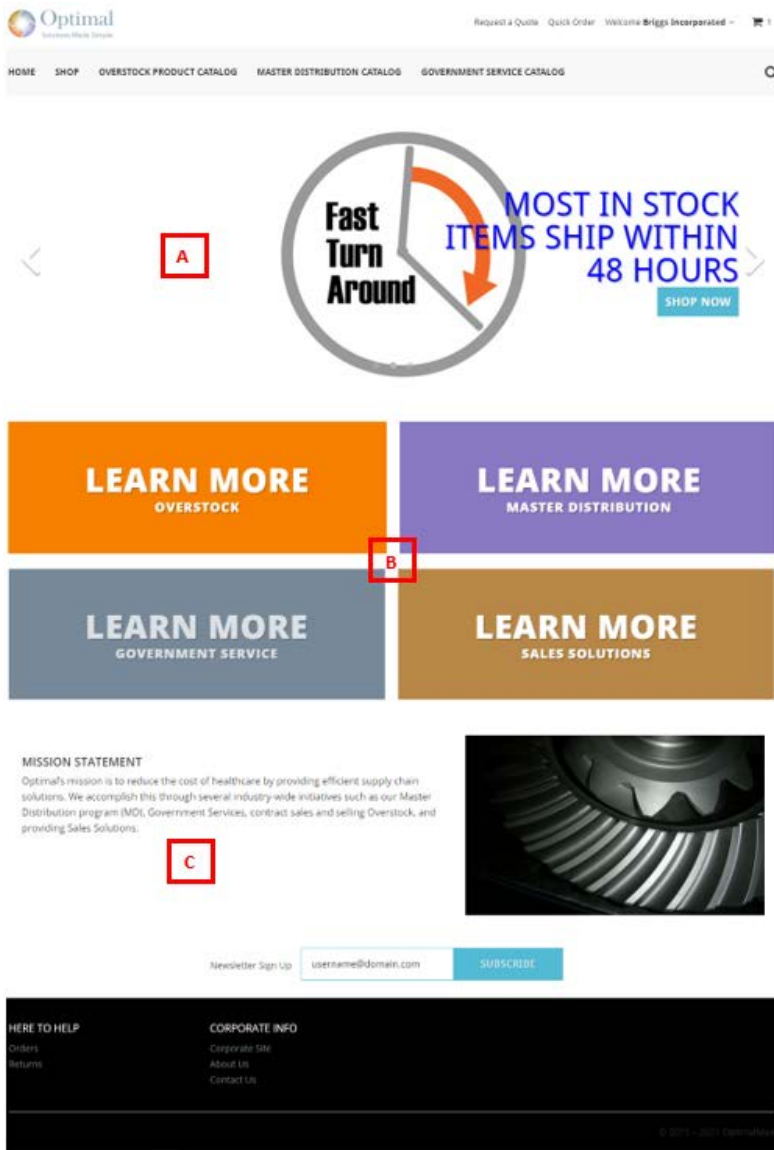 Optimal
Solutions Made Simple
Request a Quote Quick Order Welcome Briggs Incorporated
HOME SHOP OVERSTOCK PRODUCT CATALOG MASTER DISTRIBUTION CATALOG GOVERNMENT SERVICE CATALOG
A
Fast
Turn
Around
MOST IN STOCK
ITEMS SHIP WITHIN
48 HOURS
SHOP NOW
LEARN MORE
OVERSTOCK
LEARN MORE
MASTER DISTRIBUTION
B
LEARN MORE
GOVERNMENT SERVICE
LEARN MORE
SALES SOLUTIONS
MISSION STATEMENT
Optimal's mission is to reduce the cost of healthcare by providing efficient supply chain
solutions. We accomplish this through several industry-wide initiatives such as our Master
Distribution program (MD), Government Services, contract sales and selling Overstock, and
providing Sales Solutions.
C
Newsletter Sign Up username@domain.com SUBSCRIBE
HERE TO HELP
Orders
Returns
CORPORATE INFO
Corporate Site
About Us
Contact Us